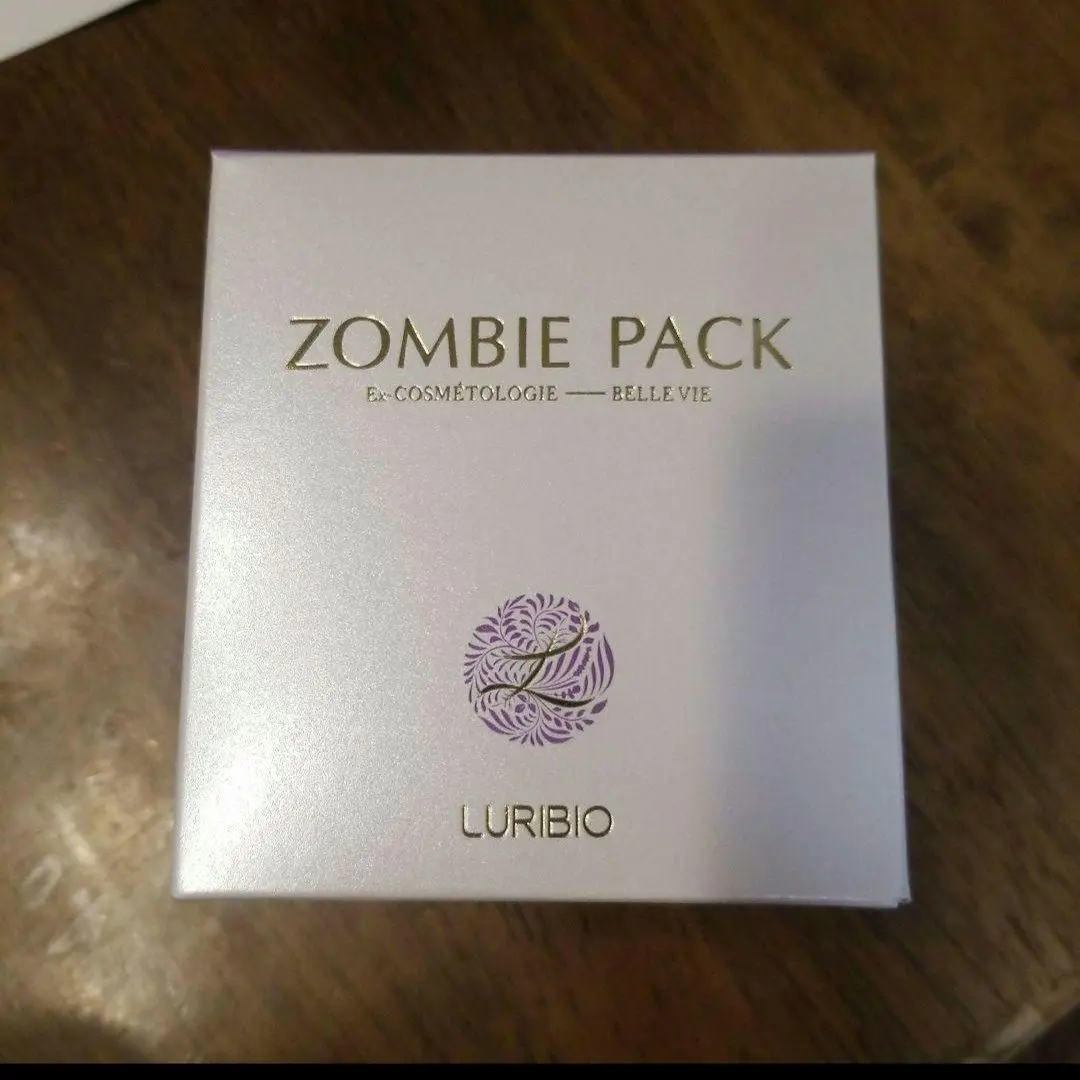 ZOMBIE PACK
Ex-COSMÉTOLOGIE — BELLE VIE
LURIBIO